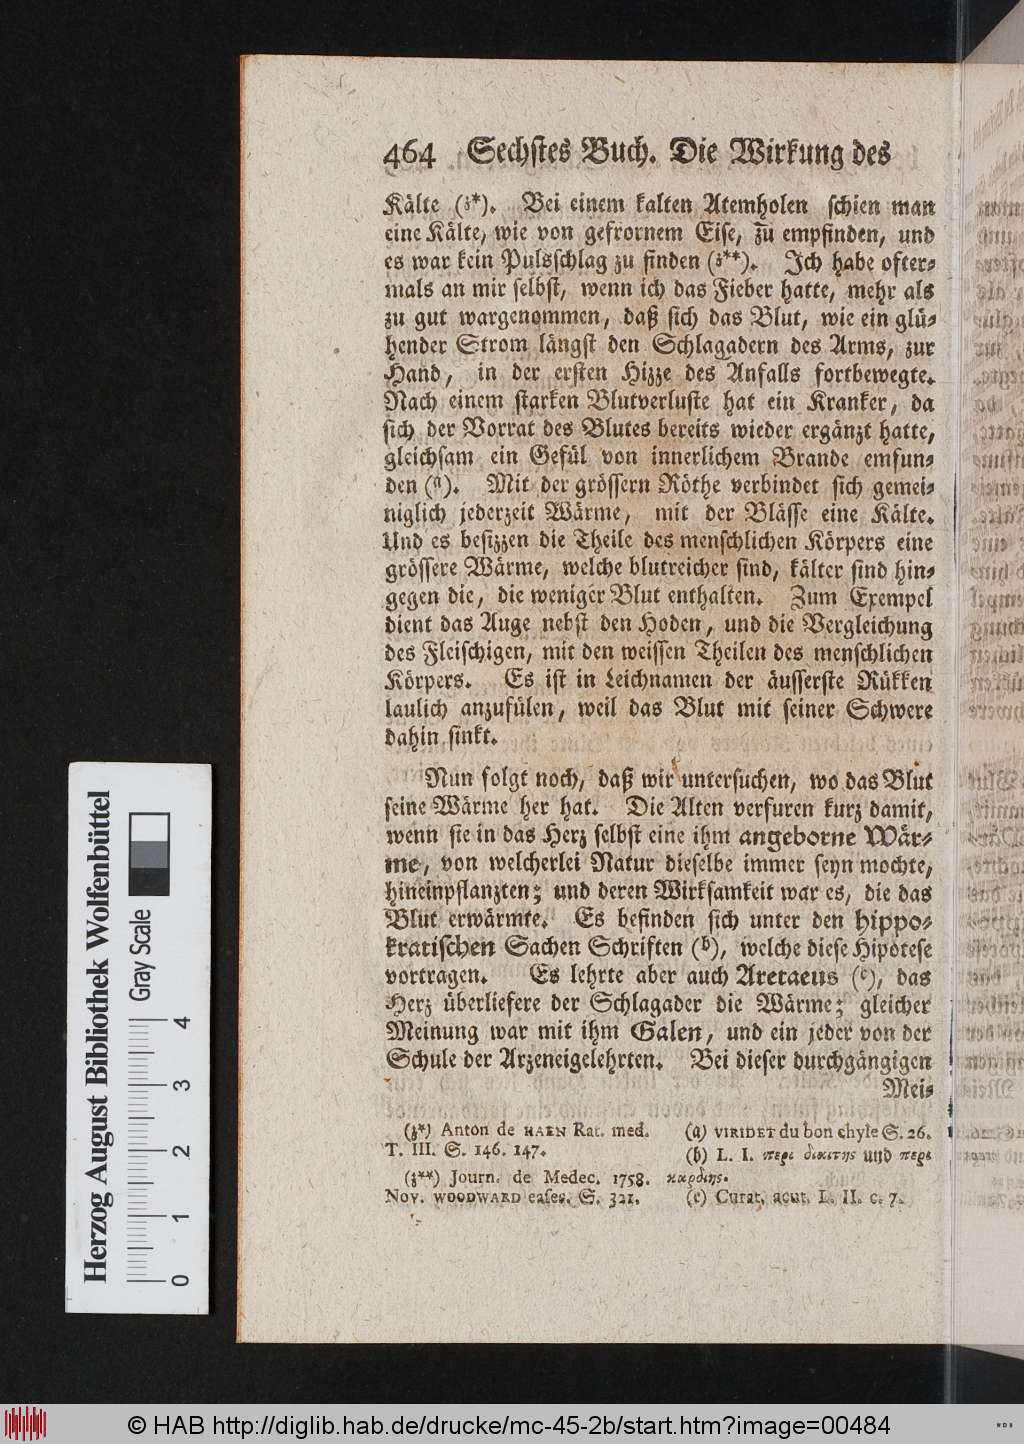 464 Sechstes Buch. Die Wirkung des
Kälte (z*). Bei einem kalten Atemholen schien man
eine Kälte, wie von gefrornem Eise, zu empfinden, und
es war kein Pulsschlag zu finden (z**). Ich habe ofter-
mals an mir selbst, wenn ich das Fieber hatte, mehr als
zu gut wargenommen, daß sich das Blut, wie ein glü-
hender Strom längst den Schlagadern des Arms, zur
Hand, in der ersten Hizze des Anfalls fortbewegte.
Nach einem starken Blutverluste hat ein Kranker, da
sich der Vorrat des Blutes bereits wieder ergänzt hatte,
gleichsam ein Gefül von innerlichem Brande emfun-
den (a). Mit der grössern Röthe verbindet sich gemei-
niglich jederzeit Wärme, mit der Blässe eine Kälte.
Und es besizzen die Theile des menschlichen Körpers eine
grössere Wärme, welche blutreicher sind, kälter sind hin-
gegen die, die weniger Blut enthalten. Zum Exempel
dient das Auge nebst den Hoden, und die Vergleichung
des Fleischigen, mit den weissen Theilen des menschlichen
Körpers. Es ist in Leichnamen der äusserste Rükken
laulich anzufülen, weil das Blut mit seiner Schwere
dahin sinkt.
Nun folgt noch, daß wir untersuchen, wo das Blut
seine Wärme her hat. Die Alten verfuren kurz damit,
wenn sie in das Herz selbst eine ihm angeborne Wär-
me, von welcherlei Natur dieselbe immer seyn mochte,
hineinpflanzten; und deren Wirksamkeit war es, die das
Blut erwärmte. Es befinden sich unter den hippo-
kratischen Sachen Schriften (b), welche diese Hipotese
vortragen. Es lehrte aber auch Aretaeus (c), das
Herz überliefere der Schlagader die Wärme; gleicher
Meinung war mit ihm Galen, und ein jeder von der
Schule der Arzeneigelehrten. Bei dieser durchgängigen
Mei-
(z*) Anton de HAEN Rat. med.
T. III. S. 146. 147.
(z**) Journ. de Medec. 1758.
Nov. WOODWARD cases. S. 321.
(a) VIRIDET du bon chyle S. 26.
(b) L. I. περι διαιτης und περι
καρδιης.
(c) Curat. acut. L. II. c. 7.
Herzog August Bibliothek Wolfenbüttel
Gray Scale
0 1 2 3 4
© HAB http://diglib.hab.de/drucke/mc-45-2b/start.htm?image=00484